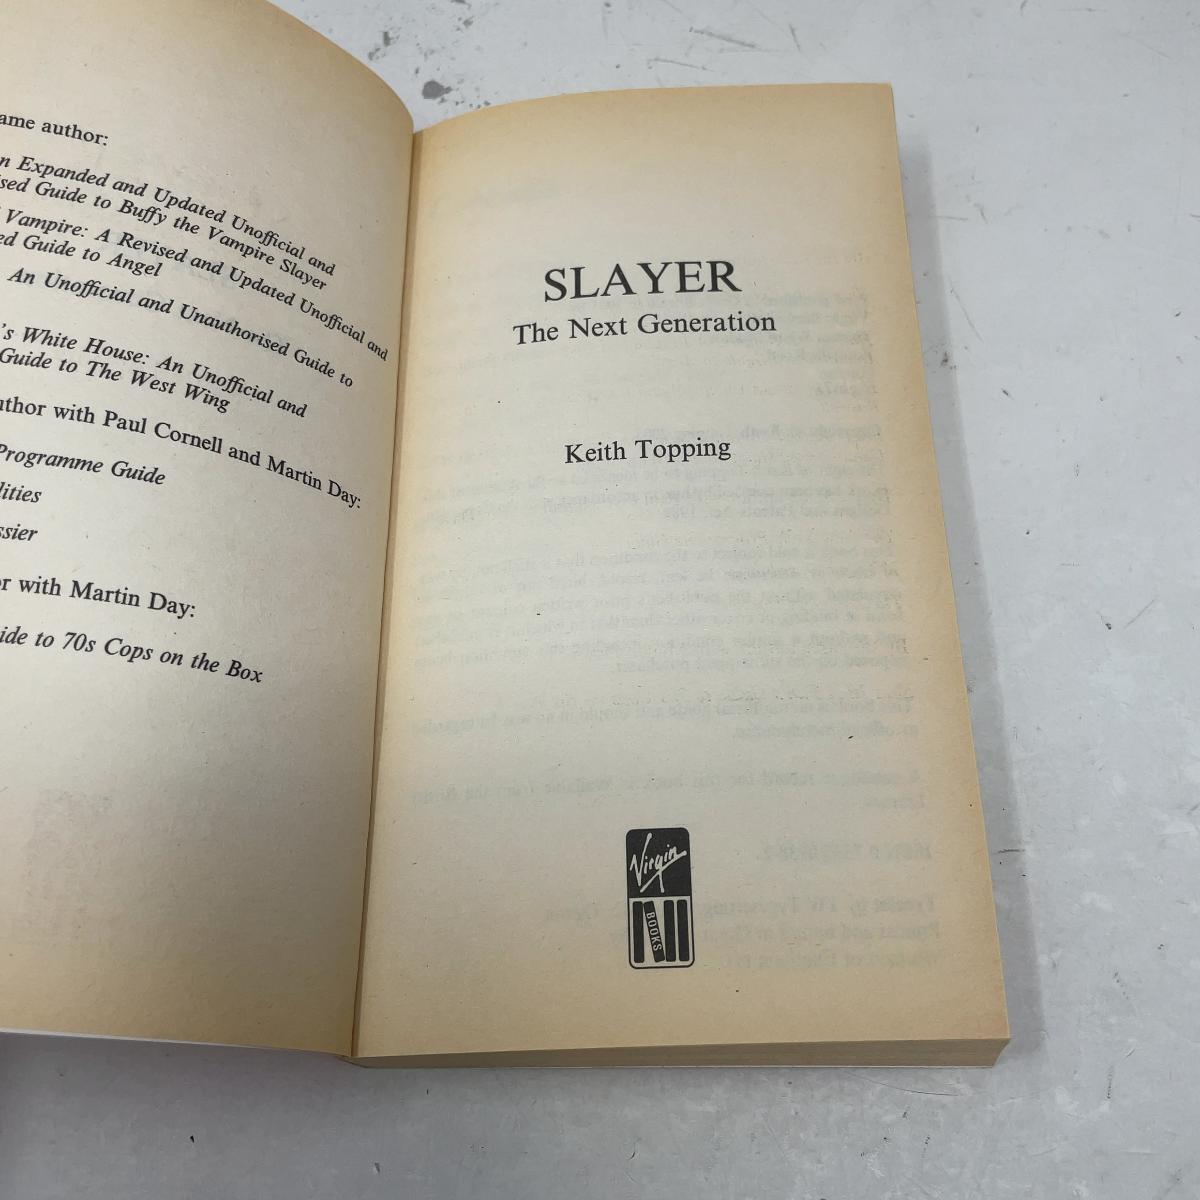 ame author:
n Expanded and Updated Unofficial and
ised Guide to Buffy the Vampire Slayer
Vampire: A Revised and Updated Unofficial and
ed Guide to Angel
An Unofficial and Unauthorised Guide to
's White House: An Unofficial and
Guide to The West Wing
uthor with Paul Cornell and Martin Day:
Programme Guide
lities
ssier
or with Martin Day:
ide to 70s Cops on the Box
SLAYER
The Next Generation
Keith Topping
Virgin
BOOKS